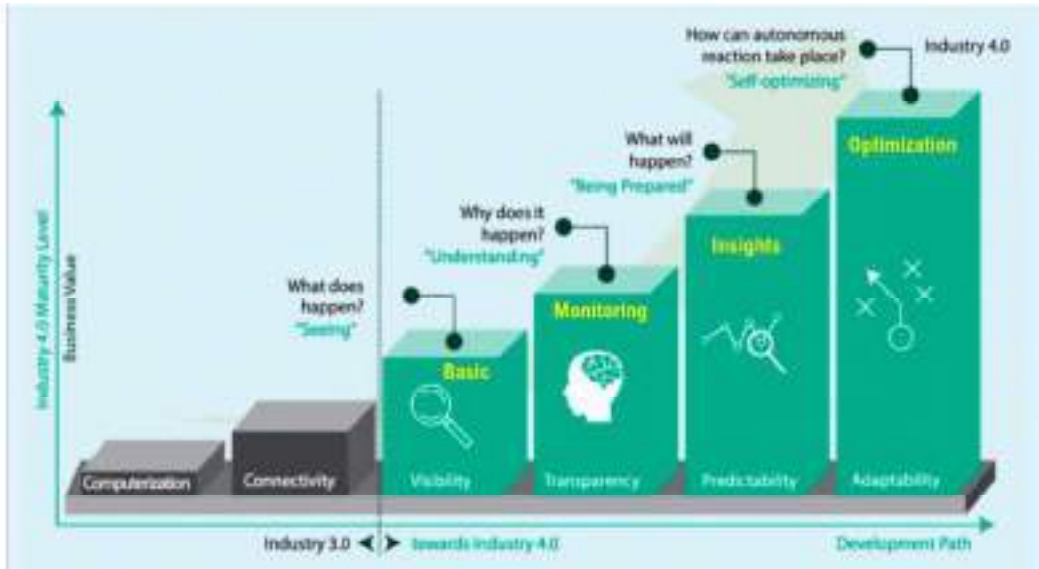 How can autonomous
reaction take place?
"Self-optimizing"
Industry 4.0
What will
happen?
"Being Prepared"
Why does it
happen?
"Understanding"
What does
happen?
"Seeing"
Optimization
Insights
Monitoring
Basic
Industry 4.0 Maturity Level
Business Value
Computerization
Connectivity
Visibility
Transparency
Predictability
Adaptability
Industry 3.0
towards Industry 4.0
Development Path